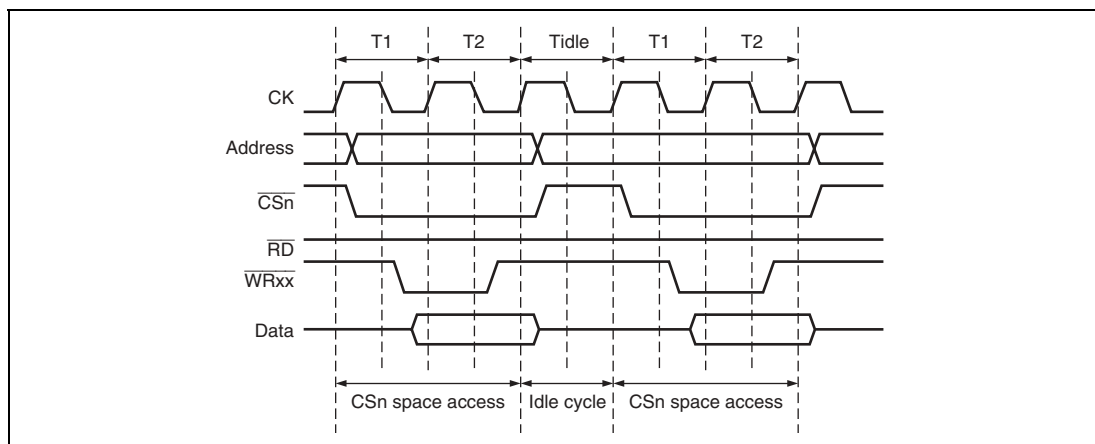 T1 T2 Tidle T1 T2
CK
Address
CSn
RD
WRxx
Data
CSn space access Idle cycle CSn space access